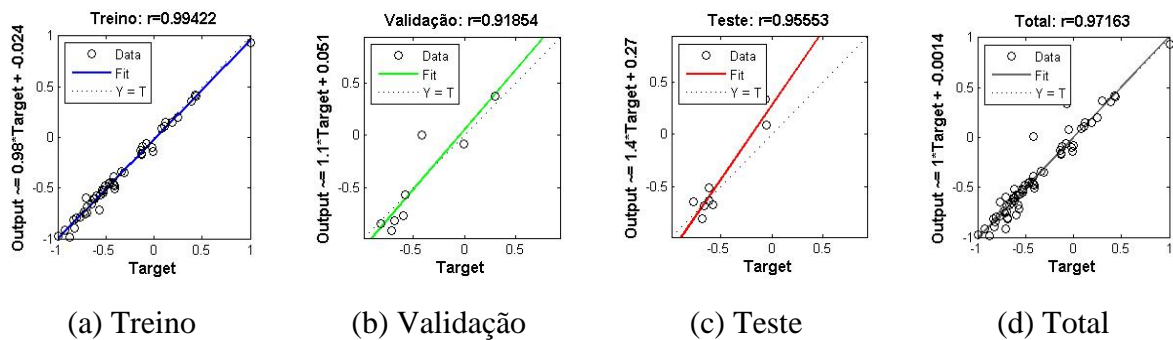 Treino: r=0.99422
Output ~= 0.98*Target + -0.024
Data
Fit
Y = T
1
0.5
0
-0.5
-1
-1 -0.5 0 0.5 1
Target
(a) Treino
Validação: r=0.91854
Output ~= 1.1*Target + 0.051
Data
Fit
Y = T
0.5
0
-0.5
-0.5 0 0.5
Target
(b) Validação
Teste: r=0.95553
Output ~= 1.4*Target + 0.27
Data
Fit
Y = T
0.5
0
-0.5
-0.5 0 0.5
Target
(c) Teste
Total: r=0.97163
Output ~= 1*Target + -0.0014
Data
Fit
Y = T
1
0.5
0
-0.5
-1
-1 -0.5 0 0.5 1
Target
(d) Total